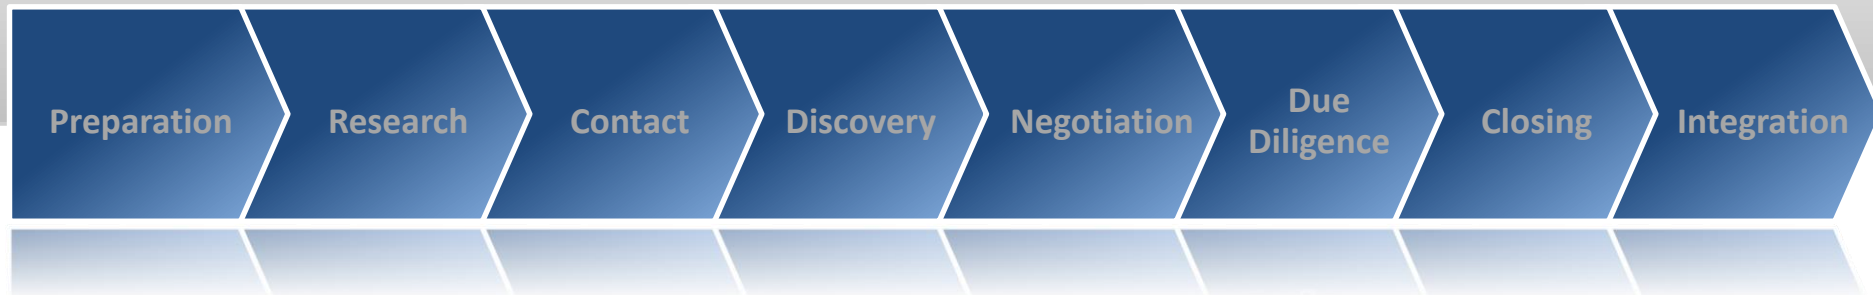 Preparation
Research
Contact
Discovery
Negotiation
Due
Diligence
Closing
Integration